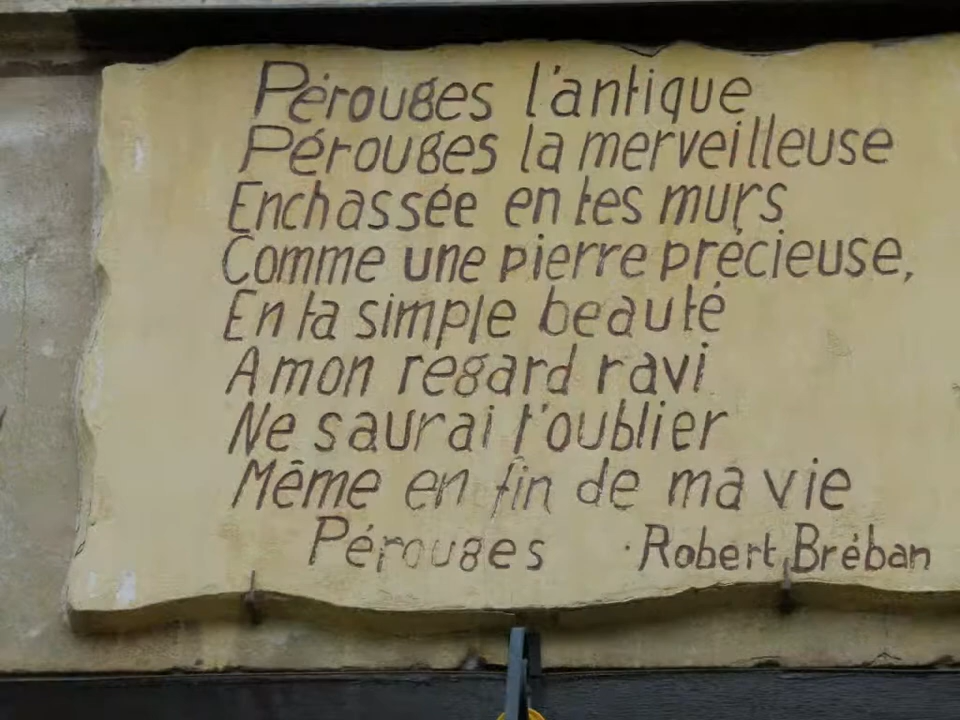 Pérouges l'antique
Pérouges la merveilleuse
Enchassée en tes murs
Comme une pierre précieuse,
En ta simple beauté
A mon regard ravi
Ne saurai t'oublier
Même en fin de ma vie
Pérouges Robert Bréban